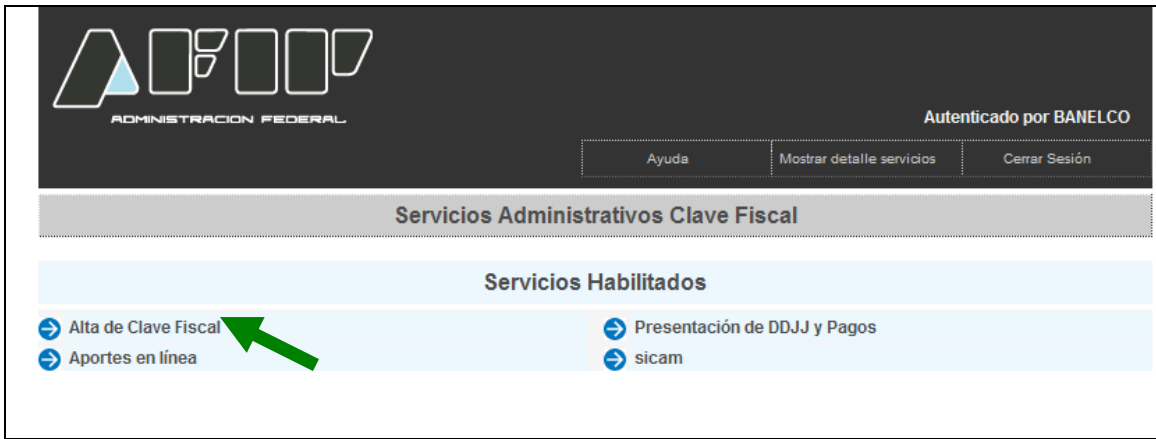 AFIP
ADMINISTRACION FEDERAL
Autenticado por BANELCO
Ayuda
Mostrar detalle servicios
Cerrar Sesión
Servicios Administrativos Clave Fiscal
Servicios Habilitados
Alta de Clave Fiscal
Presentación de DDJJ y Pagos
Aportes en línea
sicam